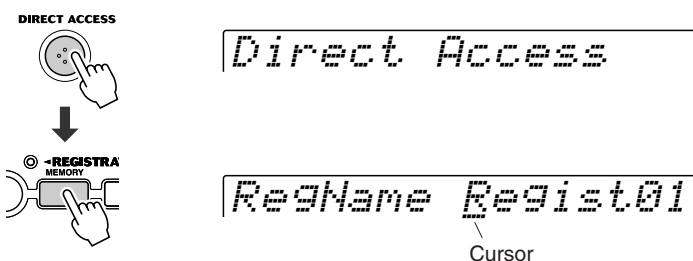 DIRECT ACCESS
Direct Access
◄REGISTRA
MEMORY
RegName Regist01
Cursor